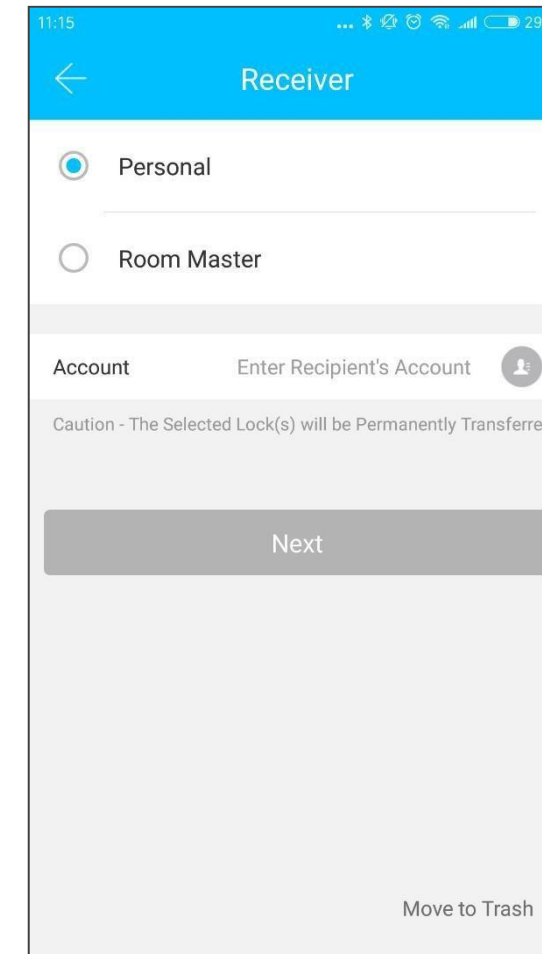 11:15 ... 29
Receiver
Personal
Room Master
Account Enter Recipient's Account
Caution - The Selected Lock(s) will be Permanently Transferre
Next
Move to Trash